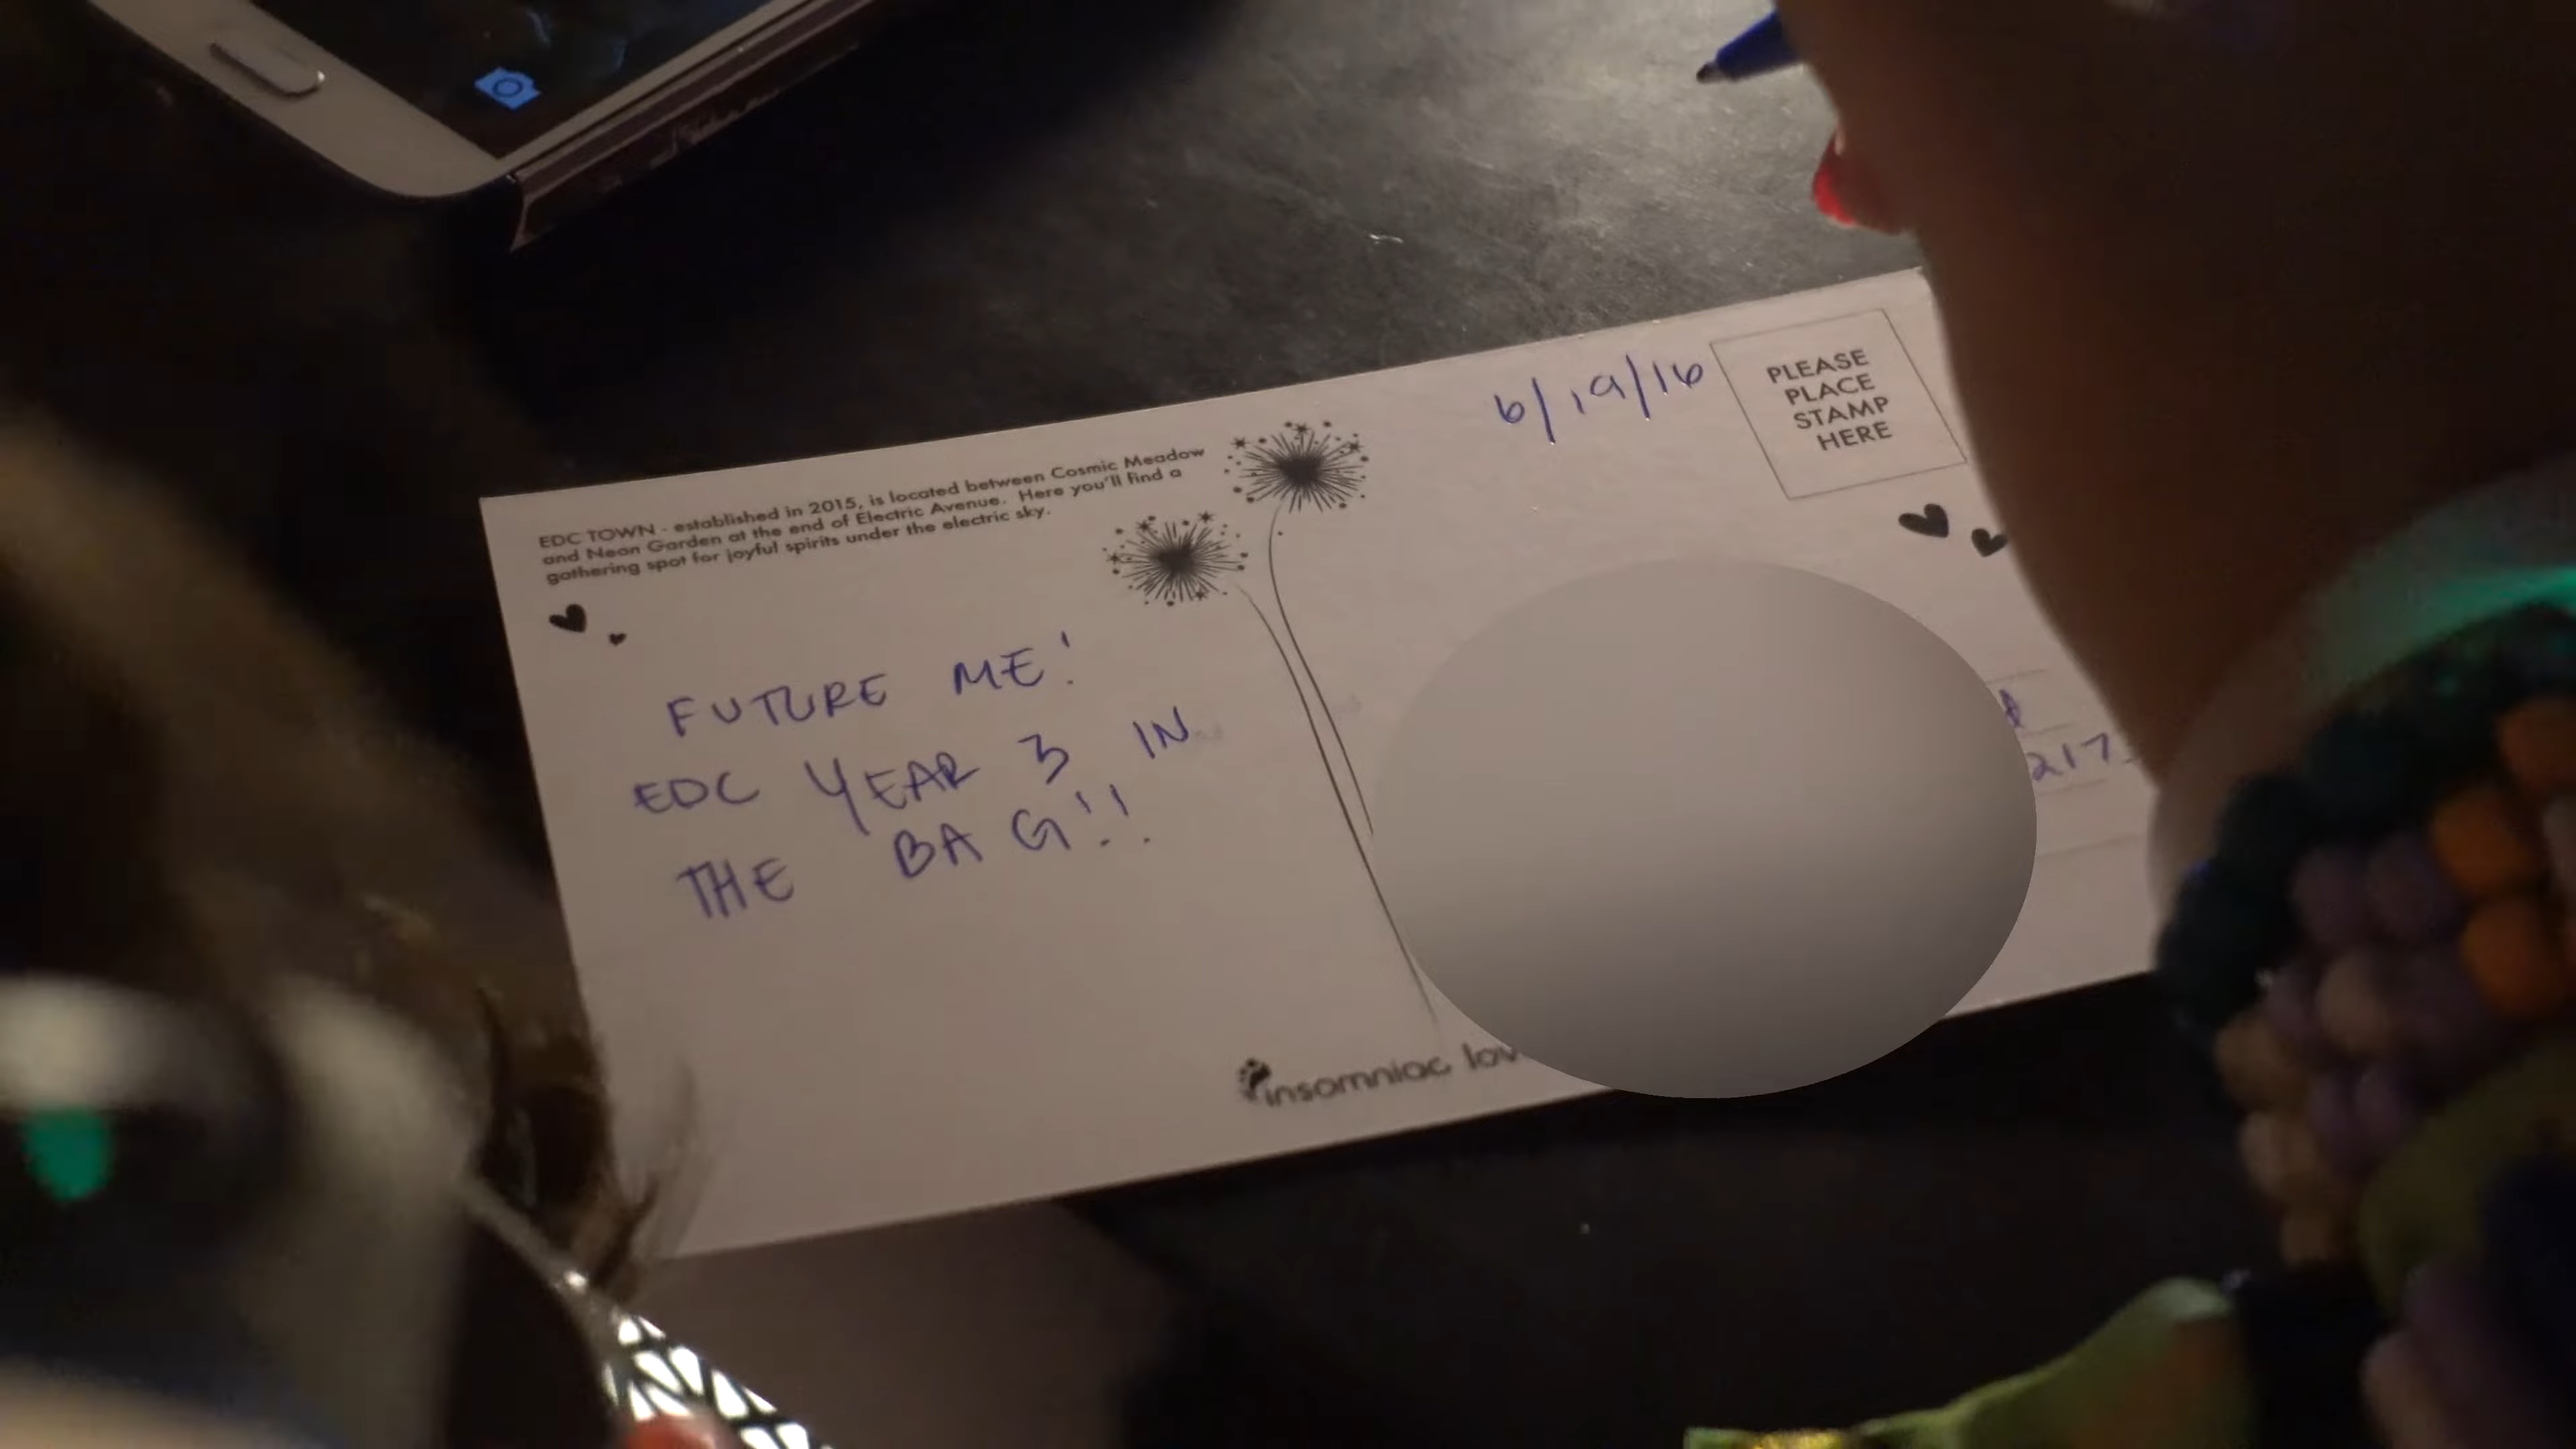 EDC TOWN - established in 2015, is located between Cosmic Meadow
and Neon Garden at the end of Electric Avenue. Here you'll find a
gathering spot for joyful spirits under the electric sky.
FUTURE ME!
EDC YEAR 3 IN
THE BAG!!
6/19/16
PLEASE
PLACE
STAMP
HERE
217
insomniac